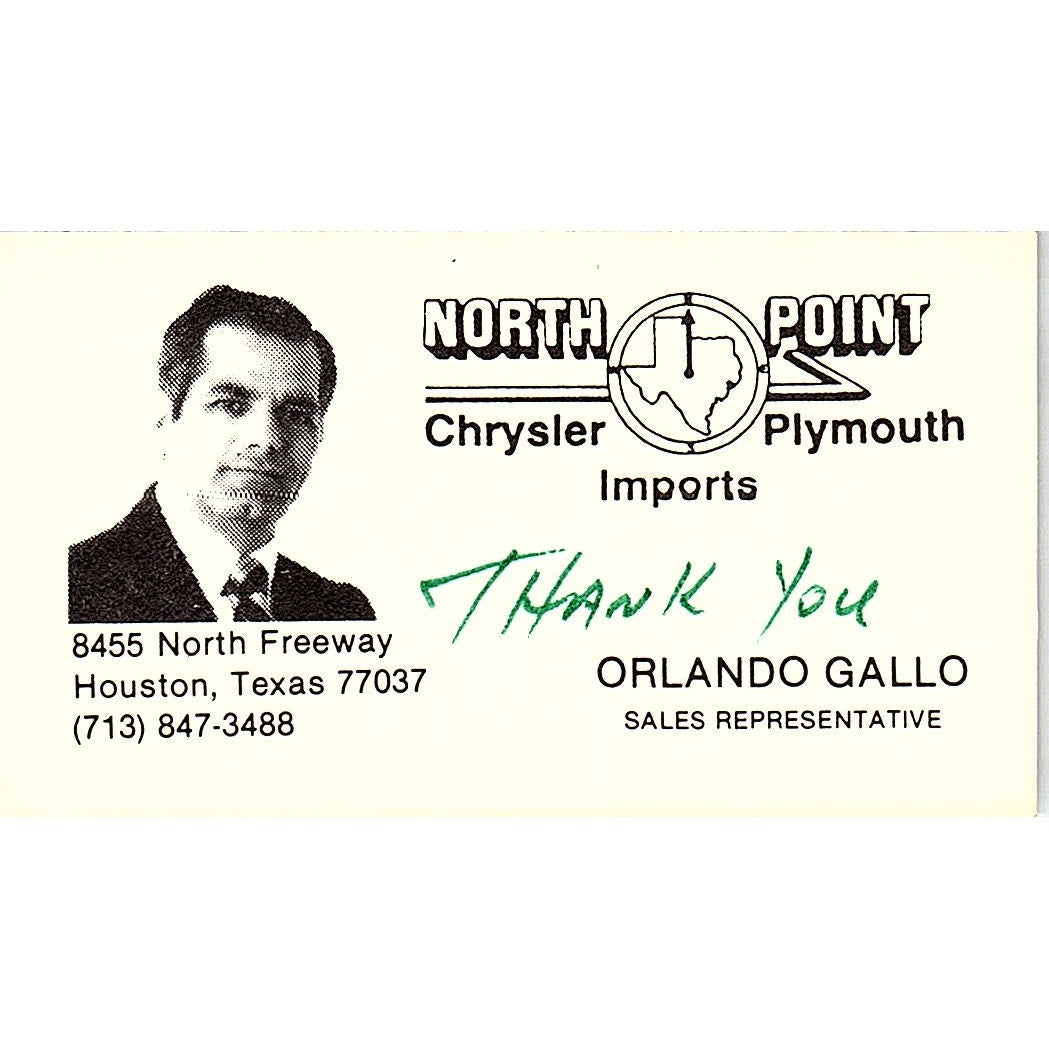 NORTH POINT
Chrysler Plymouth
Imports
THANK YOU
8455 North Freeway
Houston, Texas 77037
(713) 847-3488
ORLANDO GALLO
SALES REPRESENTATIVE